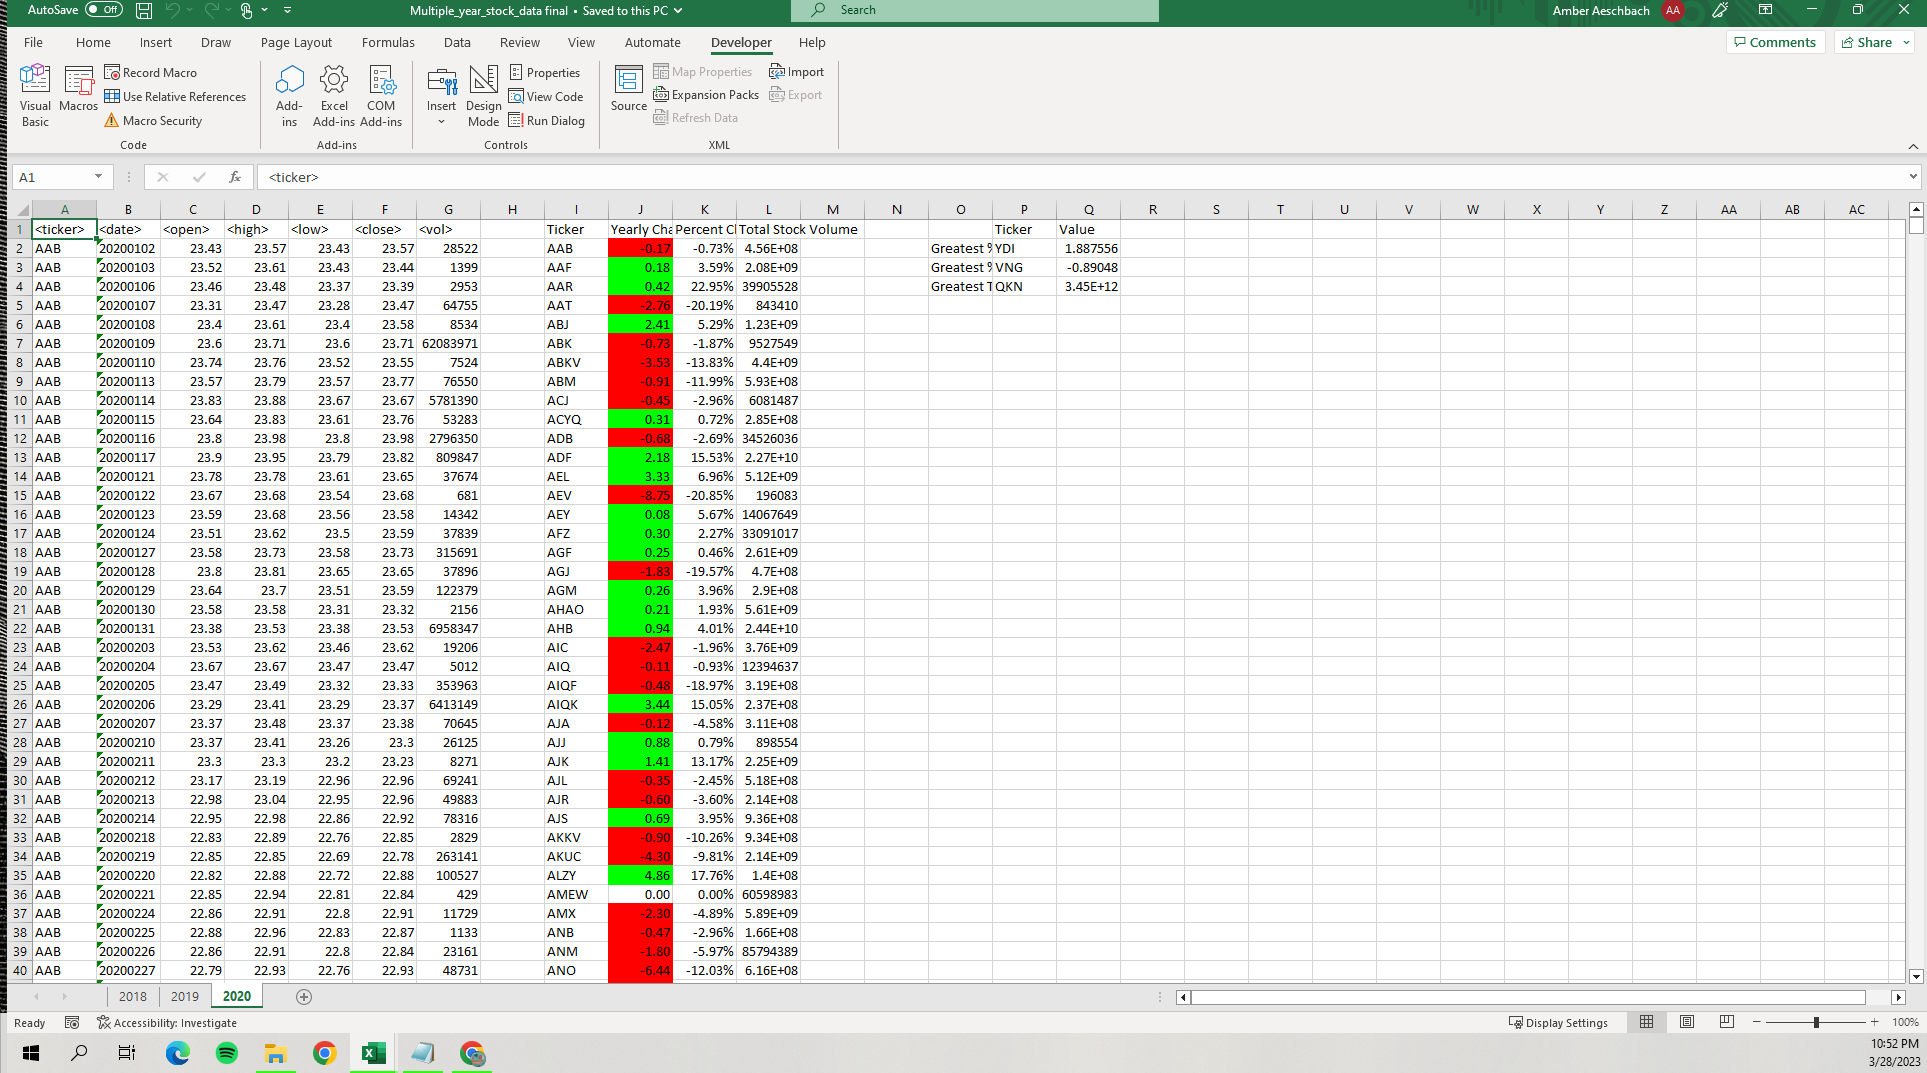 AutoSave Off Multiple_year_stock_data final • Saved to this PC Search Amber Aeschbach AA
File Home Insert Draw Page Layout Formulas Data Review View Automate Developer Help Comments Share
Visual Basic
Macros
Record Macro
Use Relative References
Macro Security
Code
Add-ins
Excel Add-ins
COM Add-ins
Add-ins
Insert
Design Mode
Properties
View Code
Run Dialog
Controls
Source
Map Properties
Expansion Packs
Refresh Data
Import
Export
XML
A1 fx <ticker>
A B C D E F G H I J K L M N O P Q R S T U V W X Y Z AA AB AC
1 <ticker> <date> <open> <high> <low> <close> <vol> Ticker Yearly Cha Percent Cl Total Stock Volume Ticker Value
2 AAB 20200102 23.43 23.57 23.43 23.57 28522 AAB -0.17 -0.73% 4.56E+08 Greatest % YDI 1.887556
3 AAB 20200103 23.52 23.61 23.43 23.44 1399 AAF 0.18 3.59% 2.08E+09 Greatest % VNG -0.89048
4 AAB 20200106 23.46 23.48 23.37 23.39 2953 AAR 0.42 22.95% 39905528 Greatest T QKN 3.45E+12
5 AAB 20200107 23.31 23.47 23.28 23.47 64755 AAT -2.76 -20.19% 843410
6 AAB 20200108 23.4 23.61 23.4 23.58 8534 ABJ 2.41 5.29% 1.23E+09
7 AAB 20200109 23.6 23.71 23.6 23.71 62083971 ABK -0.73 -1.87% 9527549
8 AAB 20200110 23.74 23.76 23.52 23.55 7524 ABKV -3.53 -13.83% 4.4E+09
9 AAB 20200113 23.57 23.79 23.57 23.77 76550 ABM -0.91 -11.99% 5.93E+08
10 AAB 20200114 23.83 23.88 23.67 23.67 5781390 ACJ -0.45 -2.96% 6081487
11 AAB 20200115 23.64 23.83 23.61 23.76 53283 ACYQ 0.31 0.72% 2.85E+08
12 AAB 20200116 23.8 23.98 23.8 23.98 2796350 ADB -0.68 -2.69% 34526036
13 AAB 20200117 23.9 23.95 23.79 23.82 809847 ADF 2.18 15.53% 2.27E+10
14 AAB 20200121 23.78 23.78 23.61 23.65 37674 AEL 3.33 6.96% 5.12E+09
15 AAB 20200122 23.67 23.68 23.54 23.68 681 AEV -8.75 -20.85% 196083
16 AAB 20200123 23.59 23.68 23.56 23.58 14342 AEY 0.08 5.67% 14067649
17 AAB 20200124 23.51 23.62 23.5 23.59 37839 AFZ 0.30 2.27% 33091017
18 AAB 20200127 23.58 23.73 23.58 23.73 315691 AGF 0.25 0.46% 2.61E+09
19 AAB 20200128 23.8 23.81 23.65 23.65 37896 AGJ -1.83 -19.57% 4.7E+08
20 AAB 20200129 23.64 23.7 23.51 23.59 122379 AGM 0.26 3.96% 2.9E+08
21 AAB 20200130 23.58 23.58 23.31 23.32 2156 AHAO 0.21 1.93% 5.61E+09
22 AAB 20200131 23.38 23.53 23.38 23.53 6958347 AHB 0.94 4.01% 2.44E+10
23 AAB 20200203 23.53 23.62 23.46 23.62 19206 AIC -2.47 -1.96% 3.76E+09
24 AAB 20200204 23.67 23.67 23.47 23.47 5012 AIQ -0.11 -0.93% 12394637
25 AAB 20200205 23.47 23.49 23.32 23.33 353963 AIQF -0.48 -18.97% 3.19E+08
26 AAB 20200206 23.29 23.41 23.29 23.37 6413149 AIQK 3.44 15.05% 2.37E+08
27 AAB 20200207 23.37 23.48 23.37 23.38 70645 AJA -0.12 -4.58% 3.11E+08
28 AAB 20200210 23.37 23.41 23.26 23.3 26125 AJJ 0.88 0.79% 898554
29 AAB 20200211 23.3 23.3 23.2 23.23 8271 AJK 1.41 13.17% 2.25E+09
30 AAB 20200212 23.17 23.19 22.96 22.96 69241 AJL -0.35 -2.45% 5.18E+08
31 AAB 20200213 22.98 23.04 22.95 22.96 49883 AJR -0.60 -3.60% 2.14E+08
32 AAB 20200214 22.95 22.98 22.86 22.92 78316 AJS 0.69 3.95% 9.36E+08
33 AAB 20200218 22.83 22.89 22.76 22.85 2829 AKKV -0.90 -10.26% 9.34E+08
34 AAB 20200219 22.85 22.85 22.69 22.78 263141 AKUC -4.30 -9.81% 2.14E+09
35 AAB 20200220 22.82 22.88 22.72 22.88 100527 ALZY 4.86 17.76% 1.4E+08
36 AAB 20200221 22.85 22.94 22.81 22.84 429 AMEW 0.00 0.00% 60598983
37 AAB 20200224 22.86 22.91 22.8 22.91 11729 AMX -2.30 -4.89% 5.89E+09
38 AAB 20200225 22.88 22.96 22.83 22.87 1133 ANB -0.47 -2.96% 1.66E+08
39 AAB 20200226 22.86 22.91 22.8 22.84 23161 ANM -1.80 -5.97% 85794389
40 AAB 20200227 22.79 22.93 22.76 22.93 48731 ANO -6.44 -12.03% 6.16E+08
2018 2019 2020
Ready Accessibility: Investigate Display Settings 100%
10:52 PM
3/28/2023